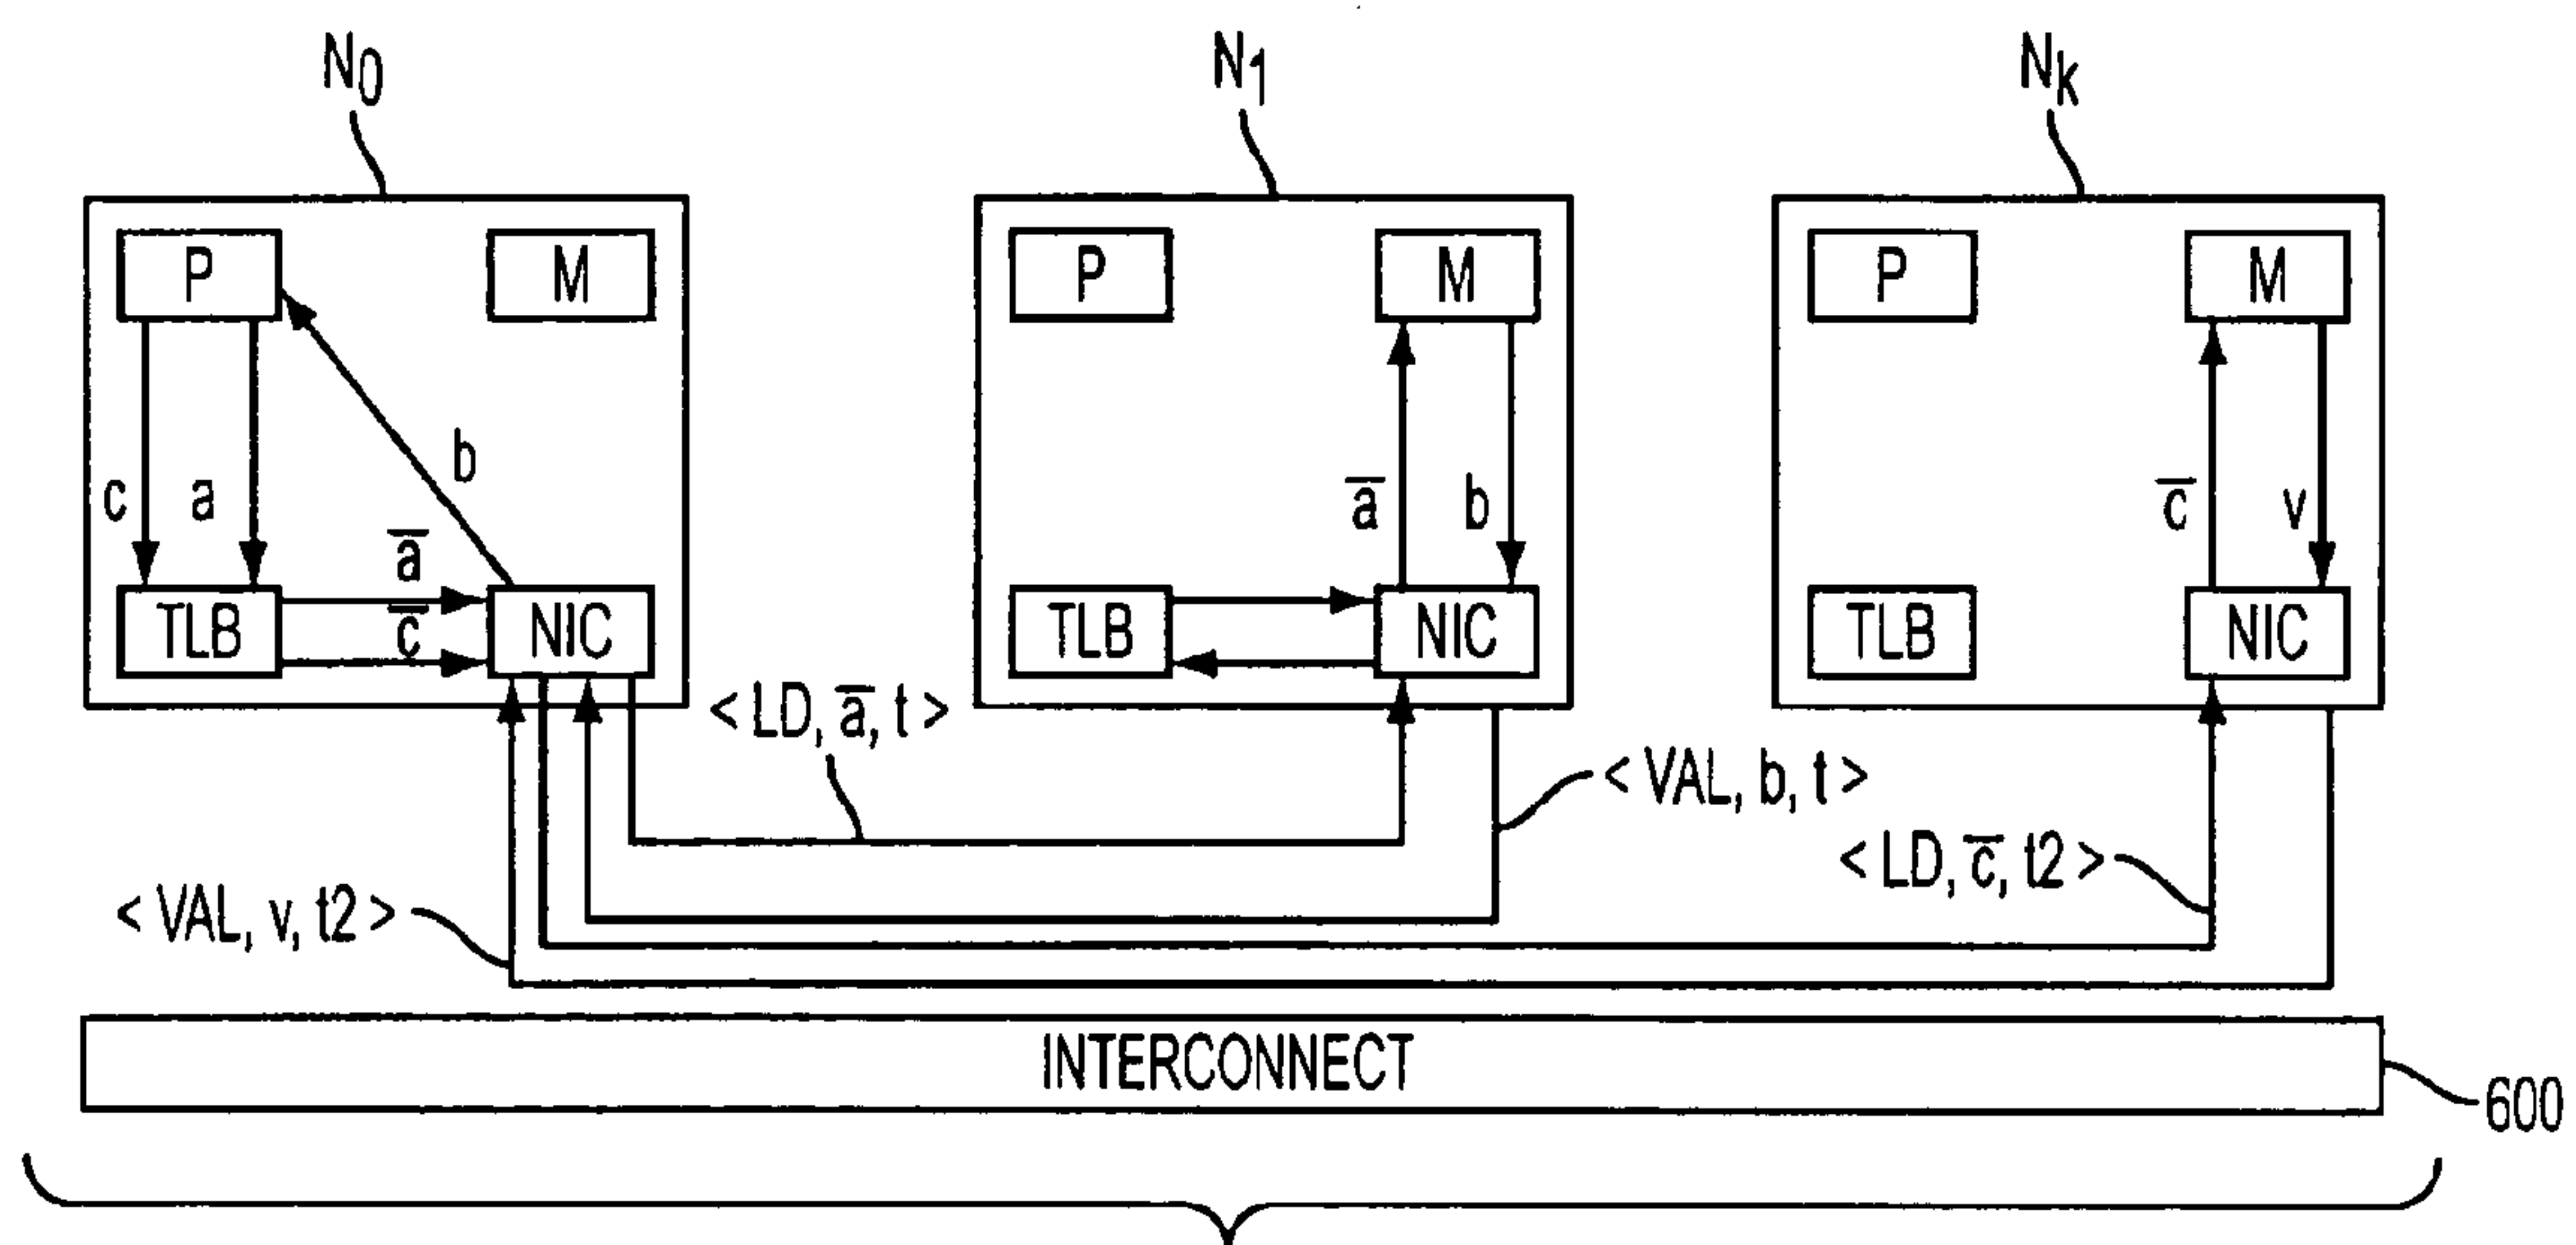 N0 N1 Nk
P M P M P M
c a b a̅ b c̅ v
a̅
TLB c̅ NIC TLB NIC TLB NIC
< LD, a̅, t >
< VAL, b, t >
< LD, c̅, t2 >
< VAL, v, t2 >
INTERCONNECT
600